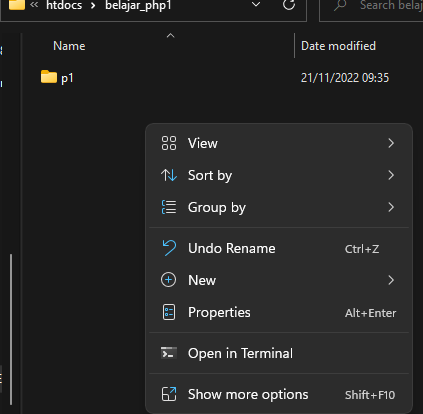 htdocs > belajar_php1
Search belaj
Name
Date modified
p1
21/11/2022 09:35
View
Sort by
Group by
Undo Rename Ctrl+Z
New
Properties Alt+Enter
Open in Terminal
Show more options Shift+F10